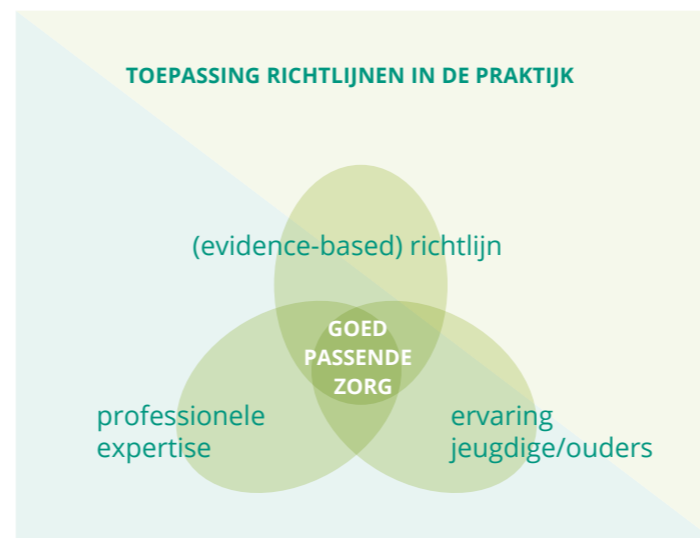 TOEPASSING RICHTLIJNEN IN DE PRAKTIJK
(evidence-based) richtlijn
GOED
PASSENDE
ZORG
professionele
expertise
ervaring
jeugdige/ouders